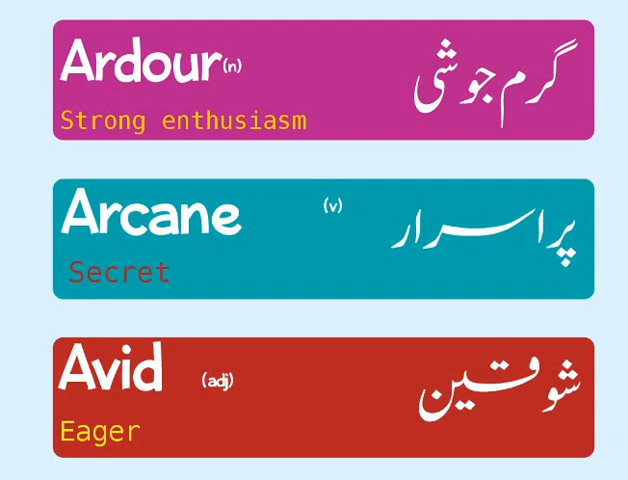 Ardour(n) گرم جوشی
Strong enthusiasm
Arcane (v) پراسرار
Secret
Avid (adj) شوقین
Eager